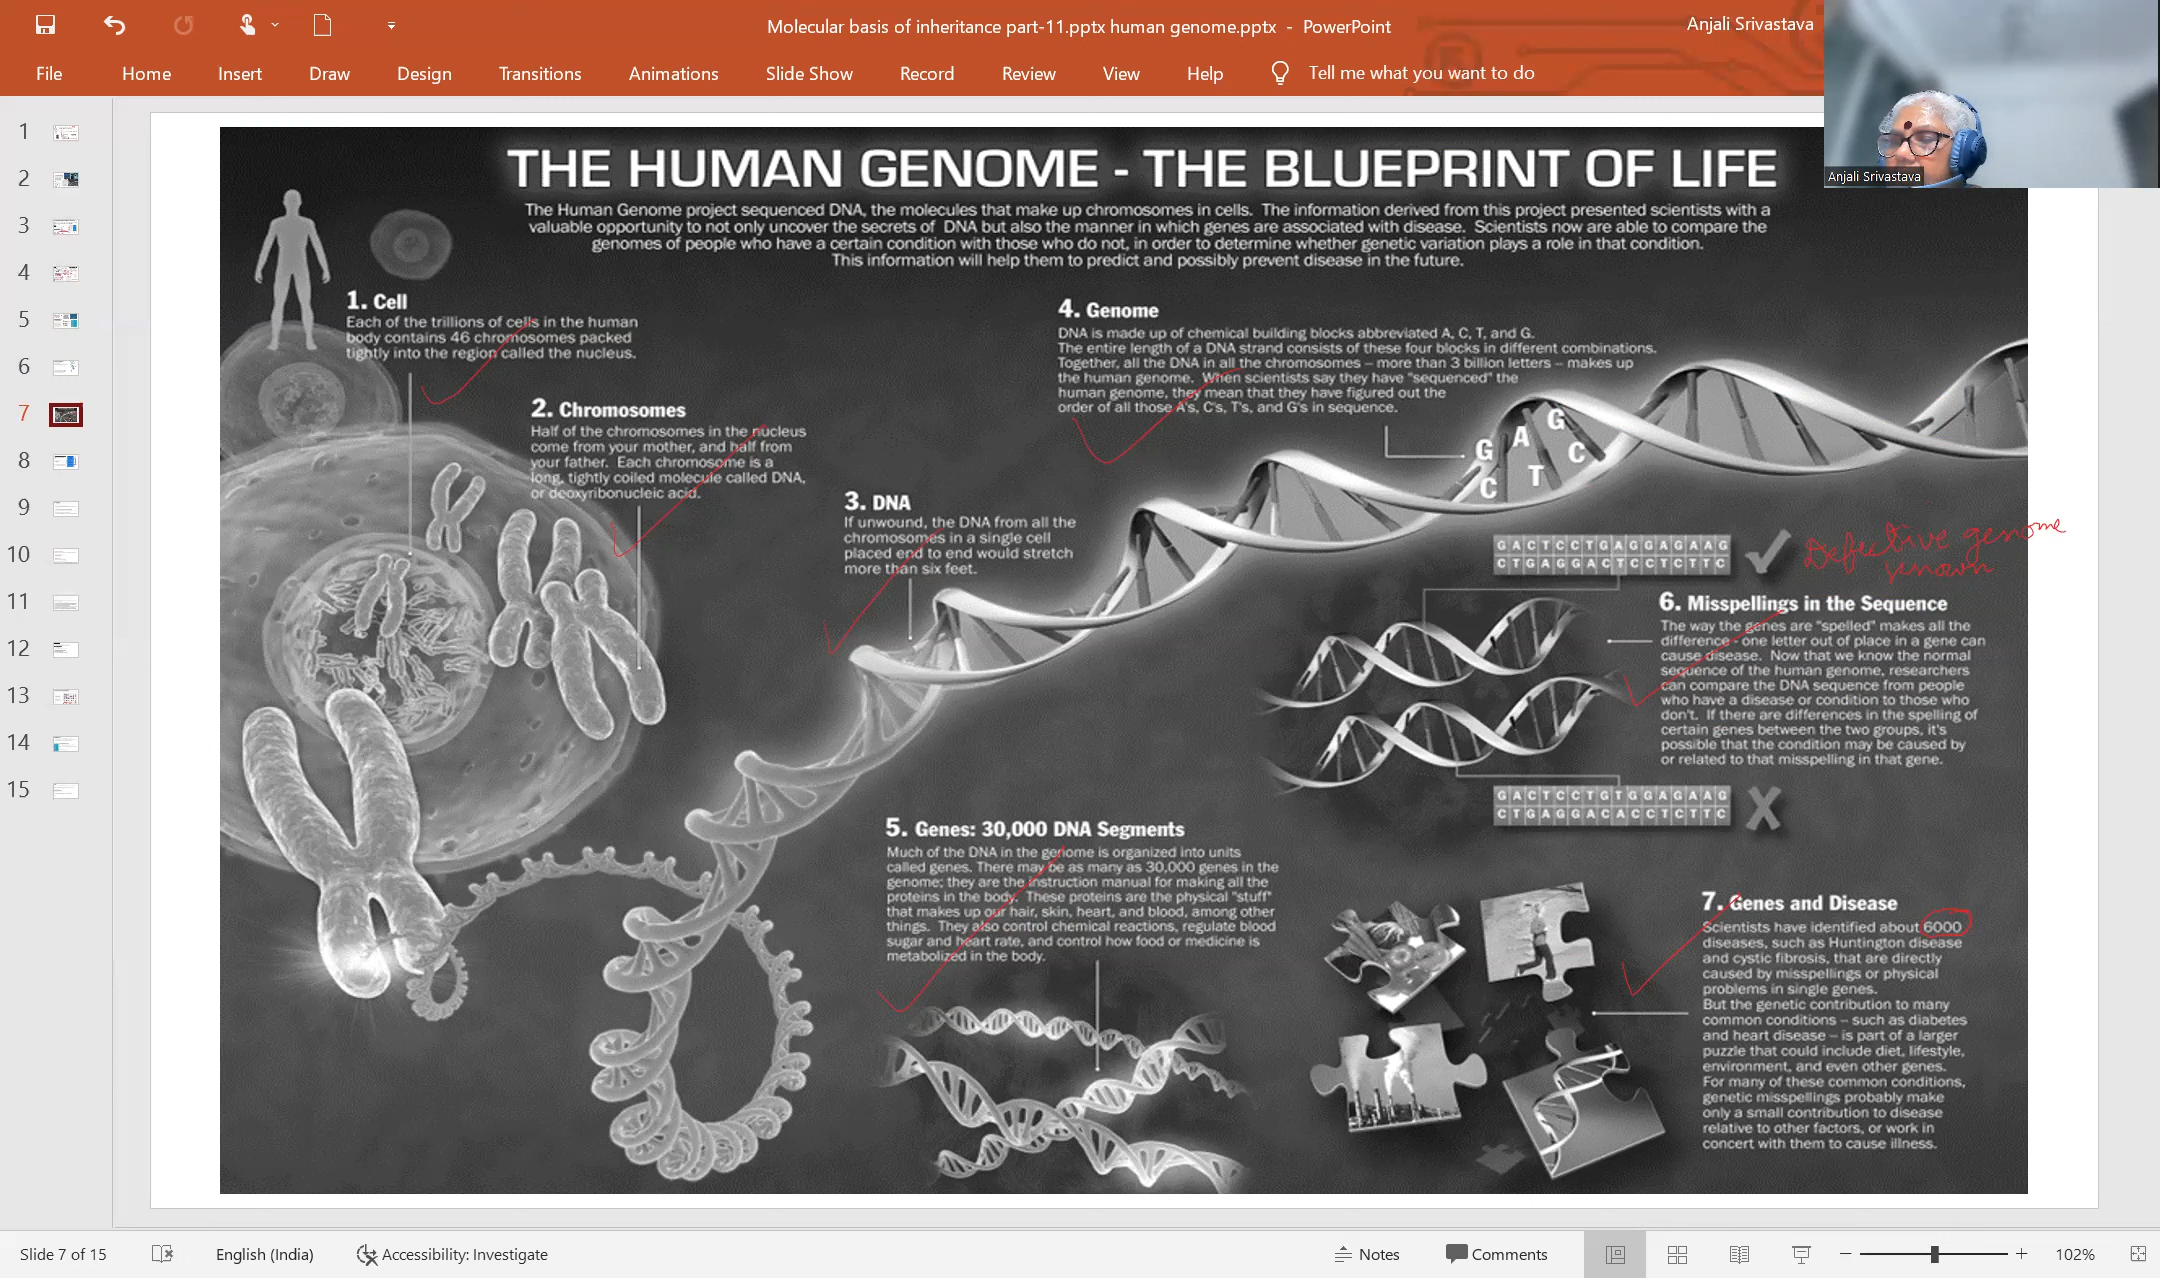 Molecular basis of inheritance part-11.pptx human genome.pptx - PowerPoint
Anjali Srivastava
File Home Insert Draw Design Transitions Animations Slide Show Record Review View Help Tell me what you want to do
Anjali Srivastava
1
2
3
4
5
6
7
8
9
10
11
12
13
14
15
THE HUMAN GENOME - THE BLUEPRINT OF LIFE
The Human Genome project sequenced DNA, the molecules that make up chromosomes in cells. The information derived from this project presented scientists with a
valuable opportunity to not only uncover the secrets of DNA but also the manner in which genes are associated with disease. Scientists now are able to compare the
genomes of people who have a certain condition with those who do not, in order to determine whether genetic variation plays a role in that condition.
This information will help them to predict and possibly prevent disease in the future.
1. Cell
Each of the trillions of cells in the human
body contains 46 chromosomes packed
tightly into the region called the nucleus.
2. Chromosomes
Half of the chromosomes in the nucleus
come from your mother, and half from
your father. Each chromosome is a
long, tightly coiled molecule called DNA,
or deoxyribonucleic acid.
3. DNA
If unwound, the DNA from all the
chromosomes in a single cell
placed end to end would stretch
more than six feet.
4. Genome
DNA is made up of chemical building blocks abbreviated A, C, T, and G.
The entire length of a DNA strand consists of these four blocks in different combinations.
Together, all the DNA in all the chromosomes – more than 3 billion letters – makes up
the human genome. When scientists say they have "sequenced" the
human genome, they mean that they have figured out the
order of all those A's, C's, T's, and G's in sequence.
G A G
C T C
5. Genes: 30,000 DNA Segments
Much of the DNA in the genome is organized into units
called genes. There may be as many as 30,000 genes in the
genome; they are the instruction manual for making all the
proteins in the body. These proteins are the physical "stuff"
that makes up our hair, skin, heart, and blood, among other
things. They also control chemical reactions, regulate blood
sugar and heart rate, and control how food or medicine is
metabolized in the body.
GACTCCTGAGGAGAAG
CTGAGGACTCCTCTTC
Defective genome
6. Misspellings in the Sequence
The way the genes are "spelled" makes all the
difference - one letter out of place in a gene can
cause disease. Now that we know the normal
sequence of the human genome, researchers
can compare the DNA sequence from people
who have a disease or condition to those who
don't. If there are differences in the spelling of
certain genes between the two groups, it's
possible that the condition may be caused by
or related to that misspelling in that gene.
GACTCCTGTGGAGAAG
CTGAGGACACCTCTTC
X
7. Genes and Disease
Scientists have identified about 6000
diseases, such as Huntington disease
and cystic fibrosis, that are directly
caused by misspellings or physical
problems in single genes.
But the genetic contribution to many
common conditions – such as diabetes
and heart disease – is part of a larger
puzzle that could include diet, lifestyle,
environment, and even other genes.
For many of these common conditions,
genetic misspellings probably make
only a small contribution to disease
relative to other factors, or work in
concert with them to cause illness.
Slide 7 of 15 English (India) Accessibility: Investigate Notes Comments 102%